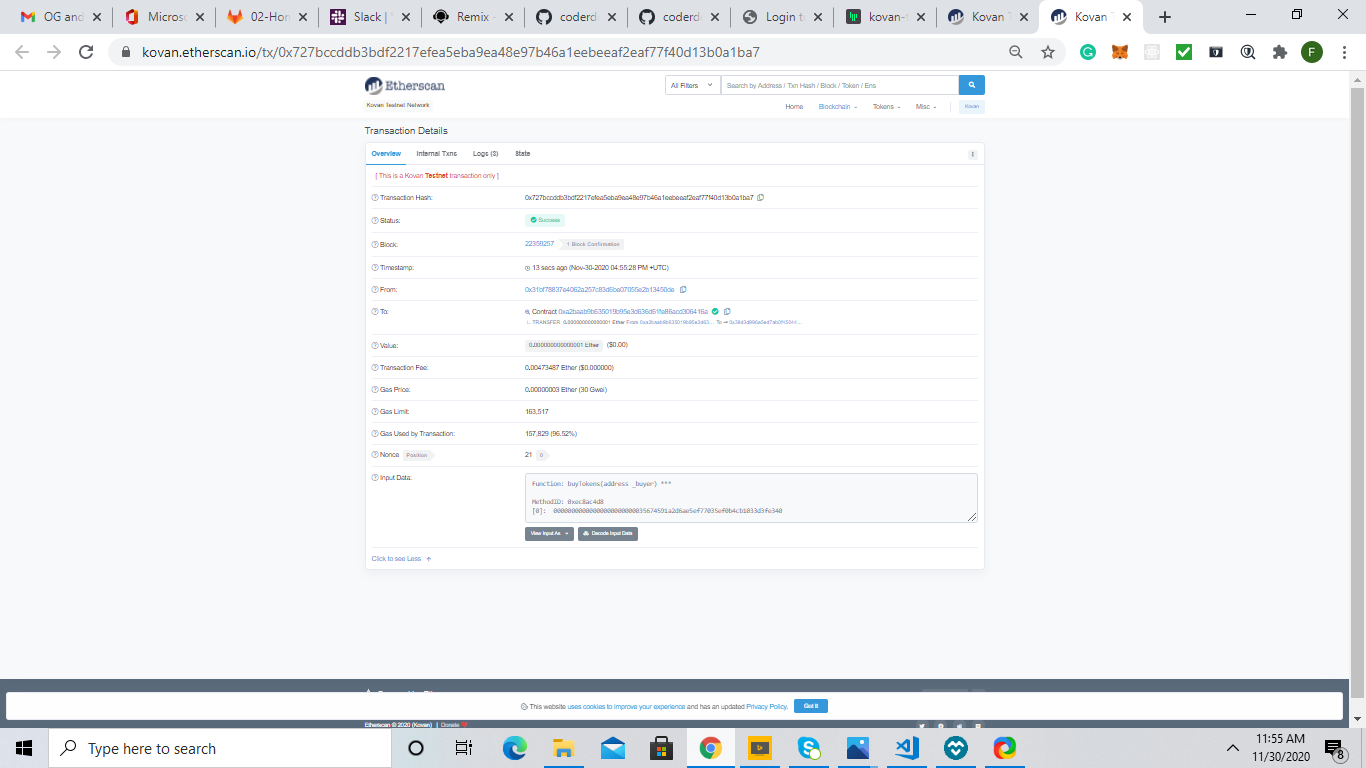 OG and
Microso
02-Hon
Slack |
Remix -
coderd
coderd
Login t
kovan-
Kovan T
Kovan T
kovan.etherscan.io/tx/0x727bccddb3bdf2217efea5eba9ea48e97b46a1eebeeaf2eaf77f40d13b0a1ba7
F
Etherscan
All Filters
Search by Address / Txn Hash / Block / Token / Ens
Kovan Testnet Network
Home Blockchain Tokens Misc Kovan
Transaction Details
Overview Internal Txns Logs (3) State
[ This is a Kovan Testnet transaction only ]
Transaction Hash: 0x727bccddb3bdf2217efea5eba9ea48e97b46a1eebeeaf2eaf77f40d13b0a1ba7
Status: Success
Block: 22359257 1 Block Confirmation
Timestamp: 13 secs ago (Nov-30-2020 04:55:28 PM +UTC)
From: 0x31bf78837e4062a257c83d6be07055e2b13450de
To: Contract 0xa2baab9b635019b95e3d636d61fe86acd306416a
TRANSFER 0.000000000000001 Ether From To →
Value: 0.000000000000001 Ether ($0.00)
Transaction Fee: 0.00473487 Ether ($0.000000)
Gas Price: 0.00000003 Ether (30 Gwei)
Gas Limit: 163,517
Gas Used by Transaction: 157,829 (96.52%)
Nonce Position 21 0
Input Data:
Function: buyTokens(address _buyer) ***
MethodID: 0xec8ac4d8
[0]: 00000000000000000000000035674591a2d6ae5ef77035ef0b4cb1033d3fe340
View Input As
Decode Input Data
Click to see Less
This website uses cookies to improve your experience and has an updated Privacy Policy. Got It
Etherscan © 2020 (Kovan) | Donate
Type here to search
11:55 AM
11/30/2020
8